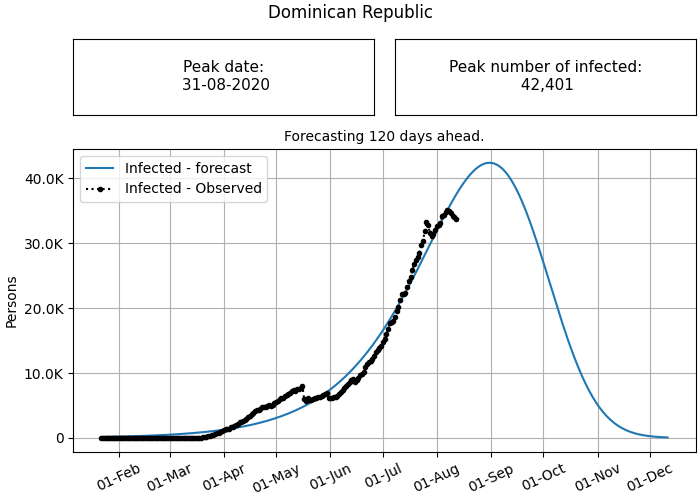 Dominican Republic
Peak date:
31-08-2020
Peak number of infected:
42,401
Forecasting 120 days ahead.
Infected - forecast
Infected - Observed
Persons
40.0K
30.0K
20.0K
10.0K
0
01-Feb
01-Mar
01-Apr
01-May
01-Jun
01-Jul
01-Aug
01-Sep
01-Oct
01-Nov
01-Dec